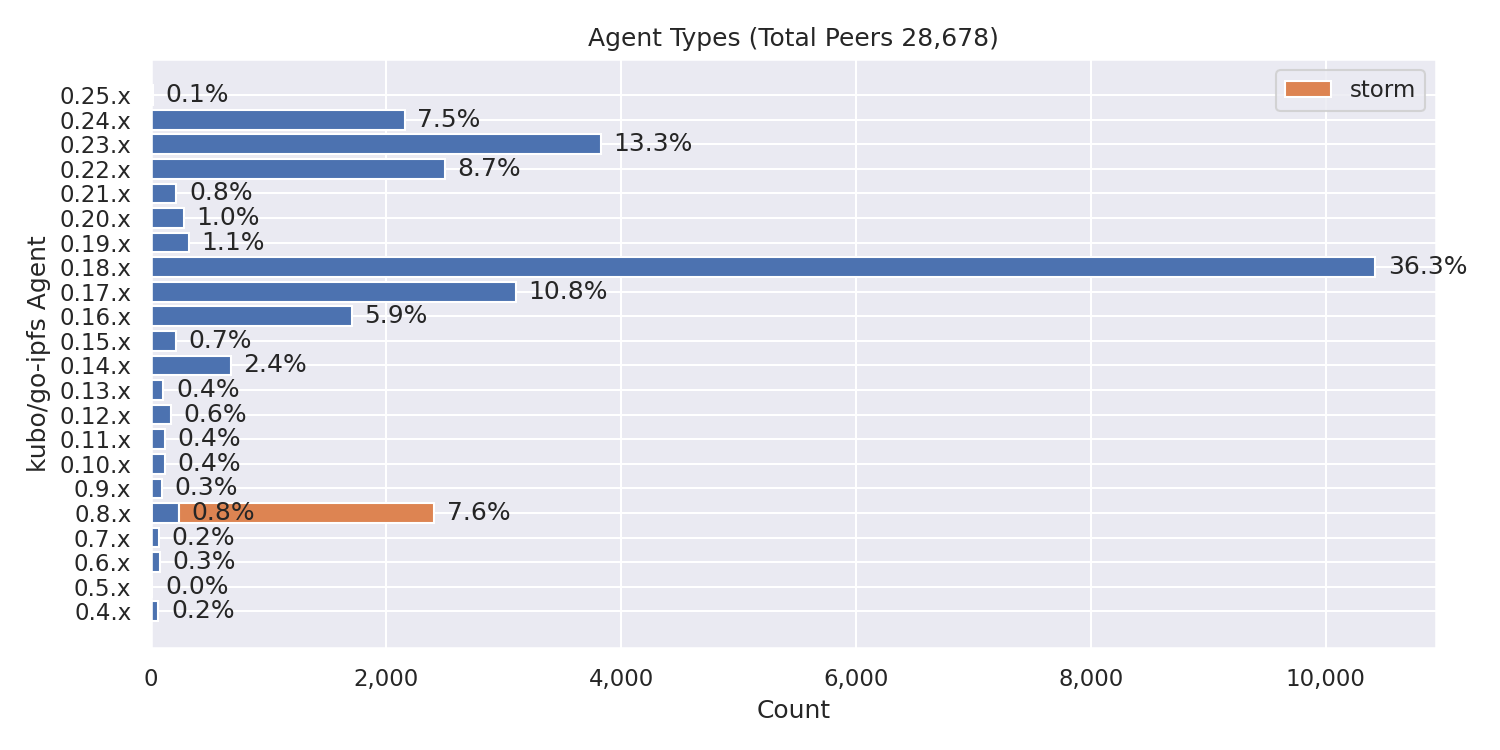 Agent Types (Total Peers 28,678)
storm
kubo/go-ipfs Agent
0.25.x 0.1%
0.24.x 7.5%
0.23.x 13.3%
0.22.x 8.7%
0.21.x 0.8%
0.20.x 1.0%
0.19.x 1.1%
0.18.x 36.3%
0.17.x 10.8%
0.16.x 5.9%
0.15.x 0.7%
0.14.x 2.4%
0.13.x 0.4%
0.12.x 0.6%
0.11.x 0.4%
0.10.x 0.4%
0.9.x 0.3%
0.8.x 0.8% 7.6%
0.7.x 0.2%
0.6.x 0.3%
0.5.x 0.0%
0.4.x 0.2%
0 2,000 4,000 6,000 8,000 10,000
Count